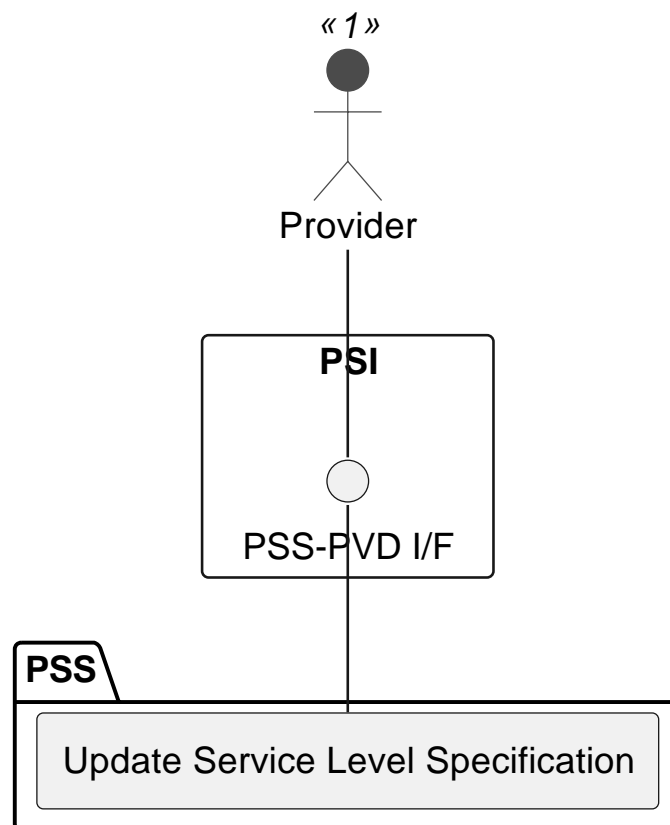 «1»
Provider
PSI
PSS-PVD I/F
PSS
Update Service Level Specification